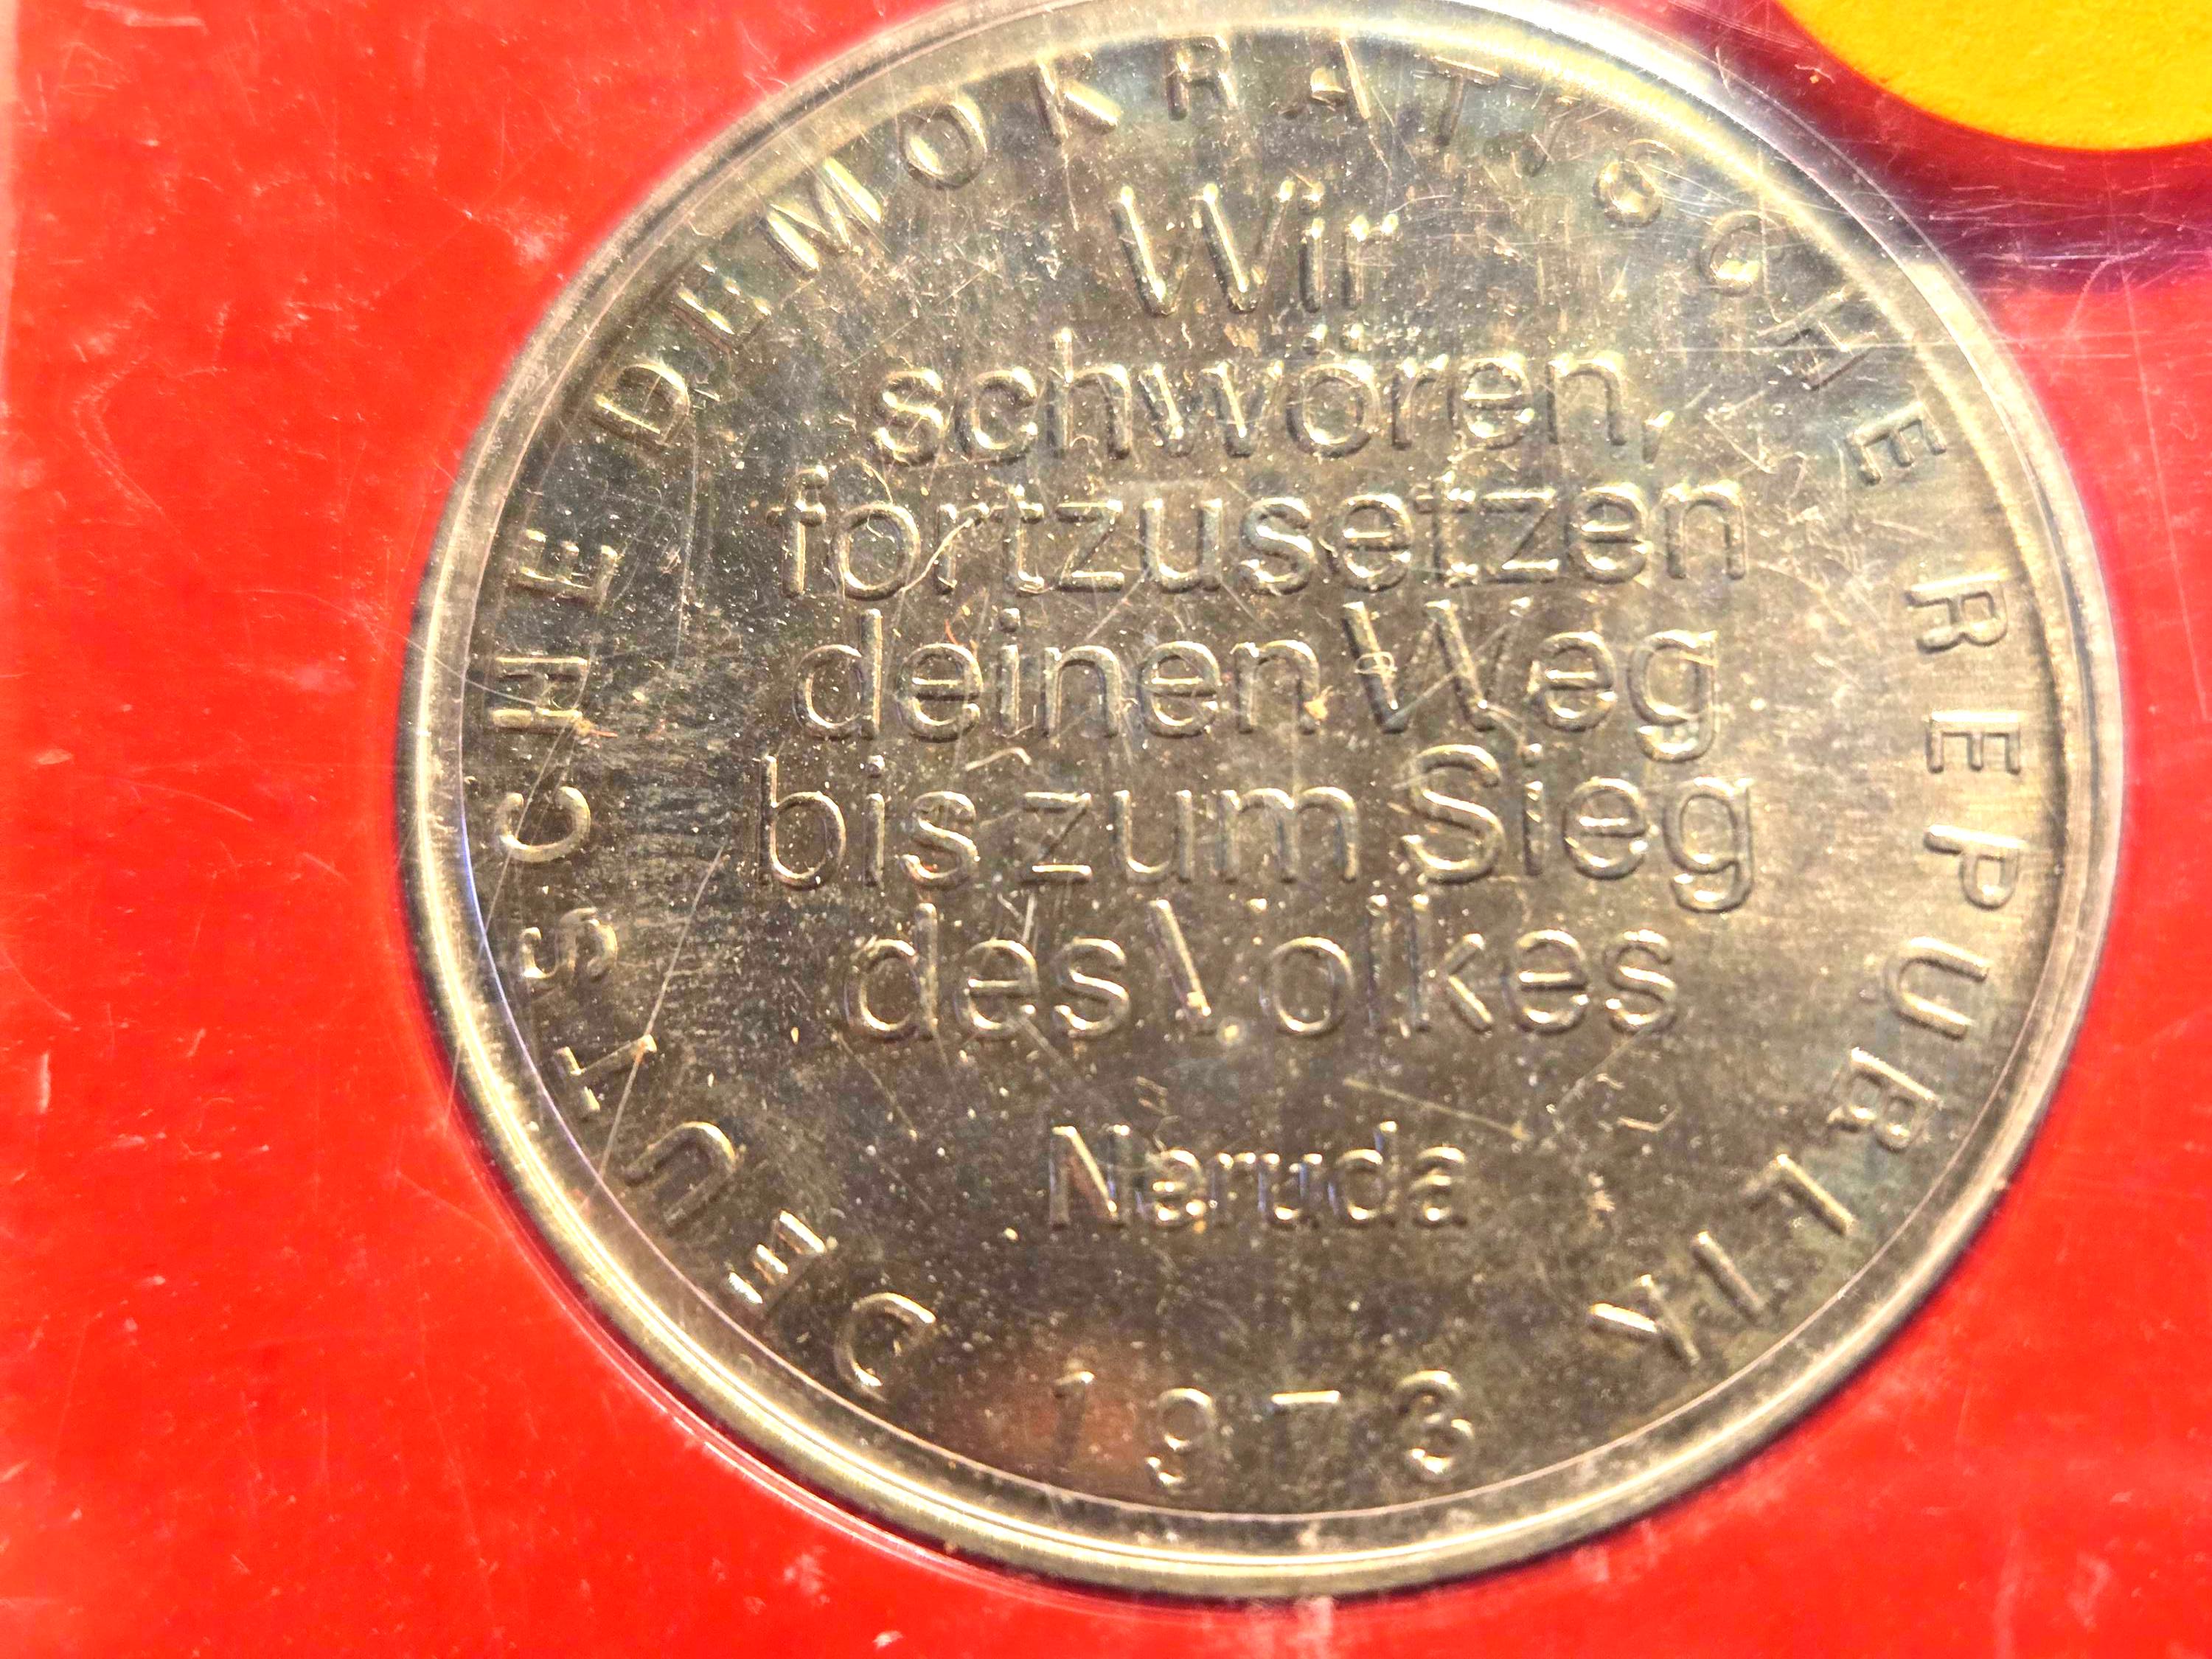 DEUTSCHE DEMOKRATISCHE REPUBLIK
Wir
schwören,
fortzusetzen
deinen Weg
bis zum Sieg
des Volkes
Neruda
1973